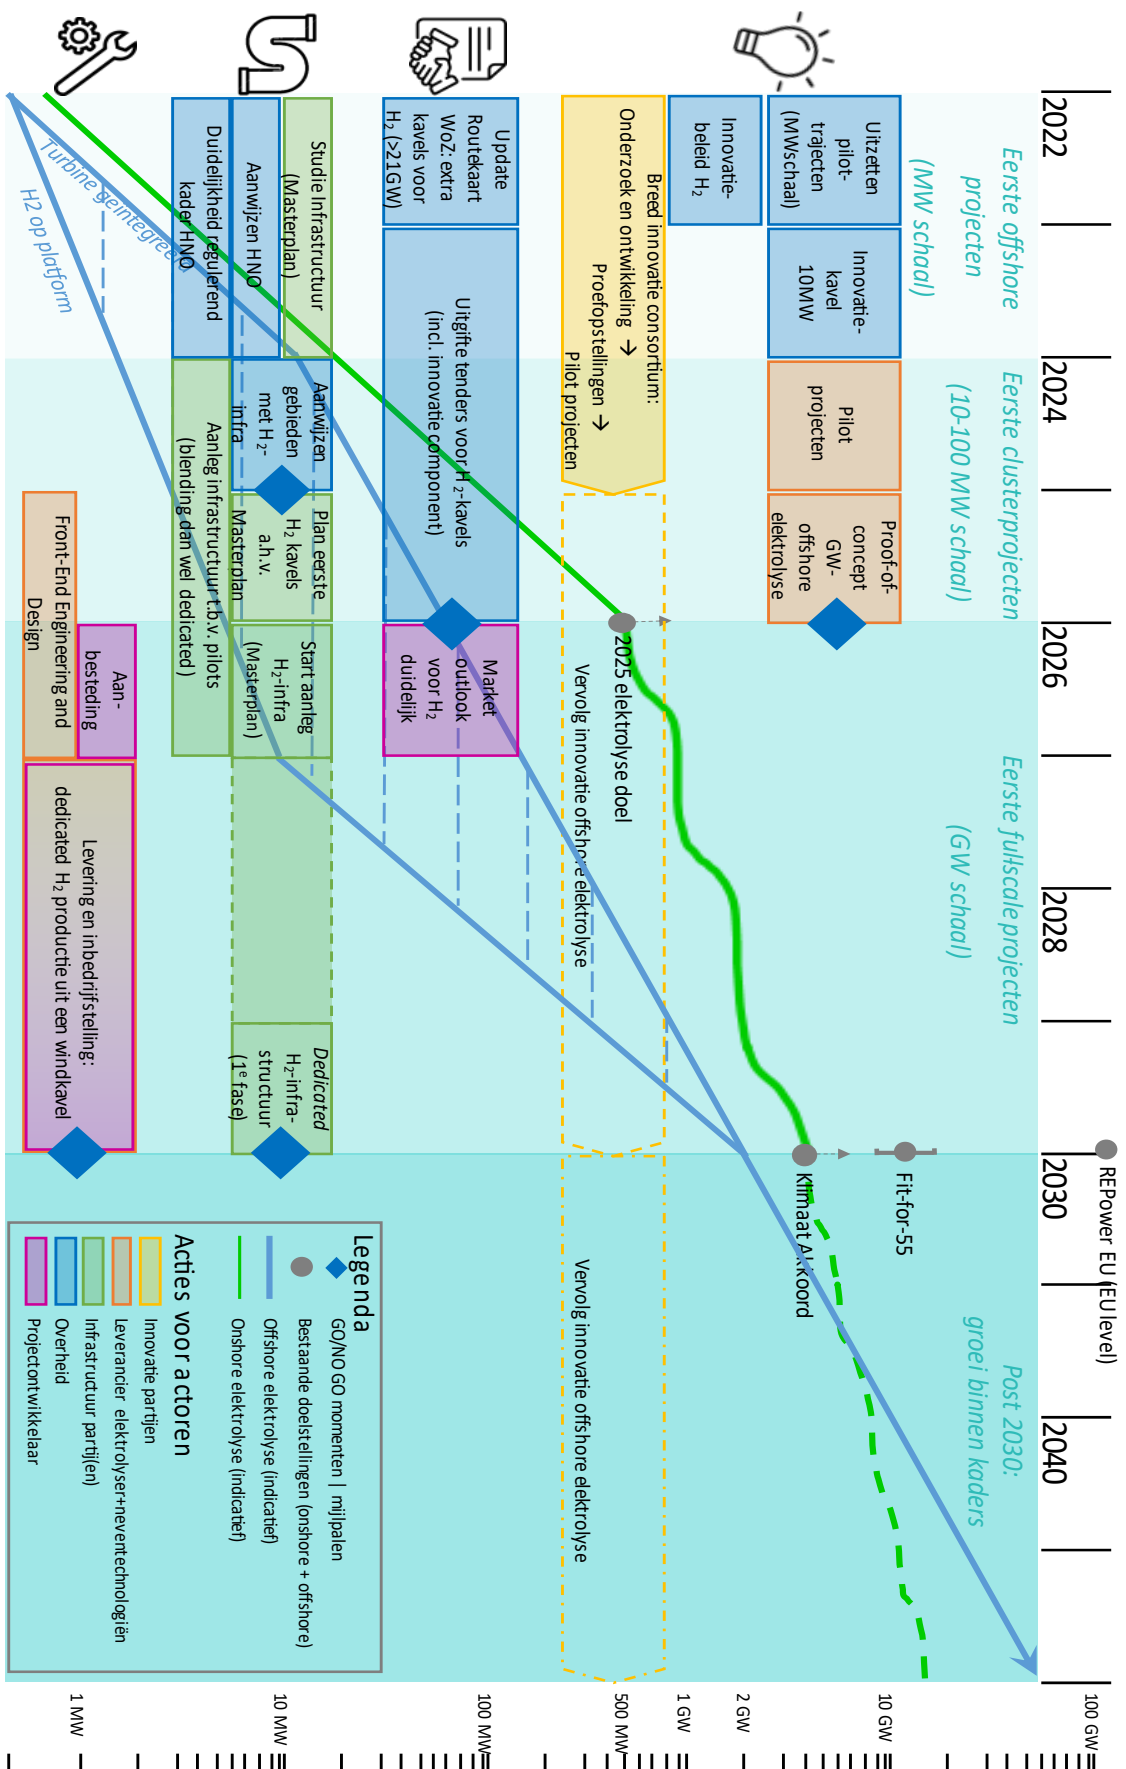 2022
2024
2026
2028
2030
2040
REPower EU (EU level)
Eerste offshore
projecten
(MW schaal)
Eerste clusterprojecten
(10-100 MW schaal)
Eerste full-scale projecten
(GW schaal)
Post 2030:
groei binnen kaders
Uitzetten
pilot-
trajecten
(MWschaal)
Innovatie-
kavel
10MW
Pilot
projecten
Proof-of-
concept
GW-
offshore
elektrolyse
Innovatie-
beleid H2
Fit-for-55
Klimaat Akkoord
2025 elektrolyse doel
Breed innovatie consortium:
Onderzoek en ontwikkeling →
Proefopstellingen →
Pilot projecten
Vervolg innovatie offshore elektrolyse
Vervolg innovatie offshore elektrolyse
Update
Routekaart
WoZ: extra
kavels voor
H2 (>21GW)
Uitgifte tenders voor H2-kavels
(incl. innovatie component)
Market
outlook
voor H2
duidelijk
Studie Infrastructuur
(Masterplan)
Aanwijzen HNO
Duidelijkheid regulerend
kader HNO
Aanwijzen
gebieden
met H2-
infra
Plan eerste
H2 kavels
a.h.v.
Masterplan
Start aanleg
H2-infra
(Masterplan)
Dedicated
H2-infra-
structuur
(1e fase)
Aanleg infrastructuur t.b.v. pilots
(blending dan wel dedicated)
Turbine geïntegreerd
H2 op platform
Front-End Engineering and
Design
Aan-
besteding
Levering en inbedrijfstelling:
dedicated H2 productie uit een windkavel
Legenda
GO/NO GO momenten | mijlpalen
Bestaande doelstellingen (onshore + offshore)
Offshore elektrolyse (indicatief)
Onshore elektrolyse (indicatief)
Acties voor actoren
Innovatie partijen
Leverancier elektrolyser+neventechnologiën
Infrastructuur partij(en)
Overheid
Projectontwikkelaar
100 GW
10 GW
2 GW
1 GW
500 MW
100 MW
10 MW
1 MW